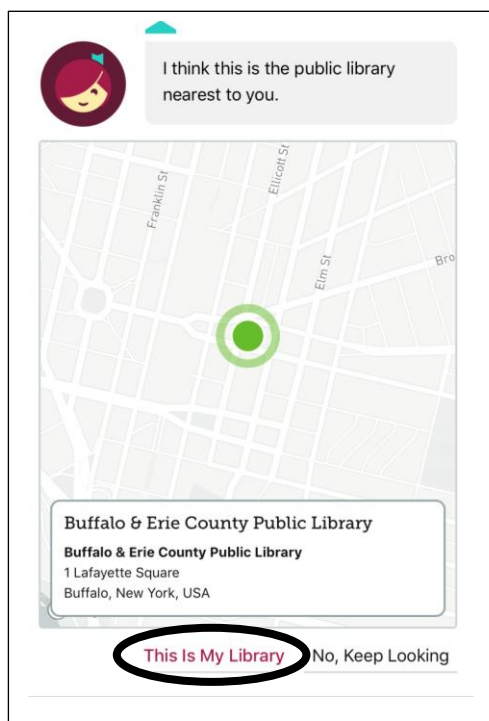 I think this is the public library
nearest to you.
Ellicott St
Franklin St
Elm St
Bro
Buffalo & Erie County Public Library
Buffalo & Erie County Public Library
1 Lafayette Square
Buffalo, New York, USA
This Is My Library
No, Keep Looking